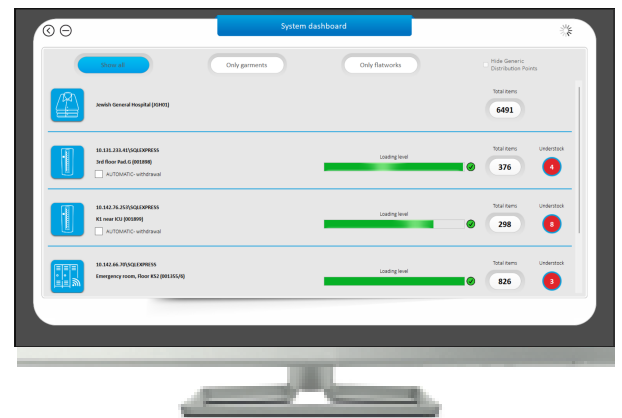 System dashboard
Show all
Only garments
Only flatworks
Hide Generic
Distribution Points
Jewish General Hospital (JGH01)
Total items
6491
10.131.233.41\SQLEXPRESS
3rd floor Pad.G (001898)
AUTOMATIC- withdrawal
Loading level
Total items
376
Understock
4
10.142.76.253\SQLEXPRESS
K1 near ICU (001899)
AUTOMATIC- withdrawal
Loading level
Total items
298
Understock
8
10.142.66.70\SQLEXPRESS
Emergency room, Floor KS2 (001355/6)
Loading level
Total items
826
Understock
3